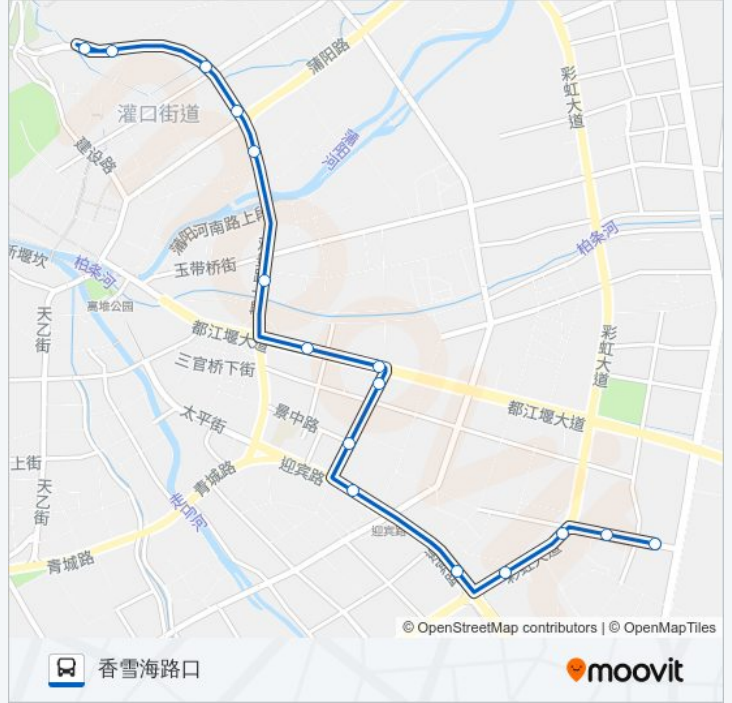 蒲阳路
彩虹大道
灌口街道
建设路
蒲阳河
蒲阳河南路上段
柏条河
新堰坎
柏条河
玉带桥街
高堆公园
天乙街
都江堰大道
彩虹大道
三官桥下街
太平街
景中路
都江堰大道
上街
青城路
迎宾路
天乙街
走马河
迎宾路
彩虹大道
青城路
© OpenStreetMap contributors | © OpenMapTiles
香雪海路口
moovit